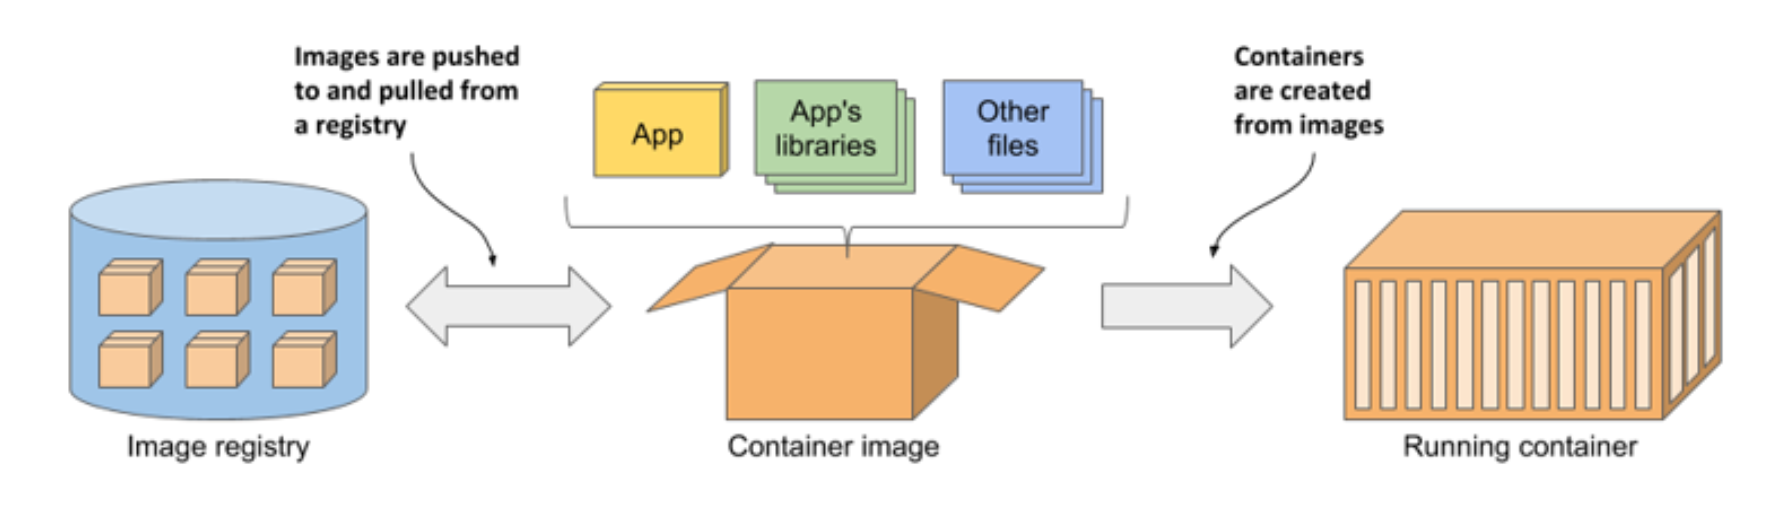 Images are pushed
to and pulled from
a registry
App
App's
libraries
Other
files
Containers
are created
from images
Image registry
Container image
Running container